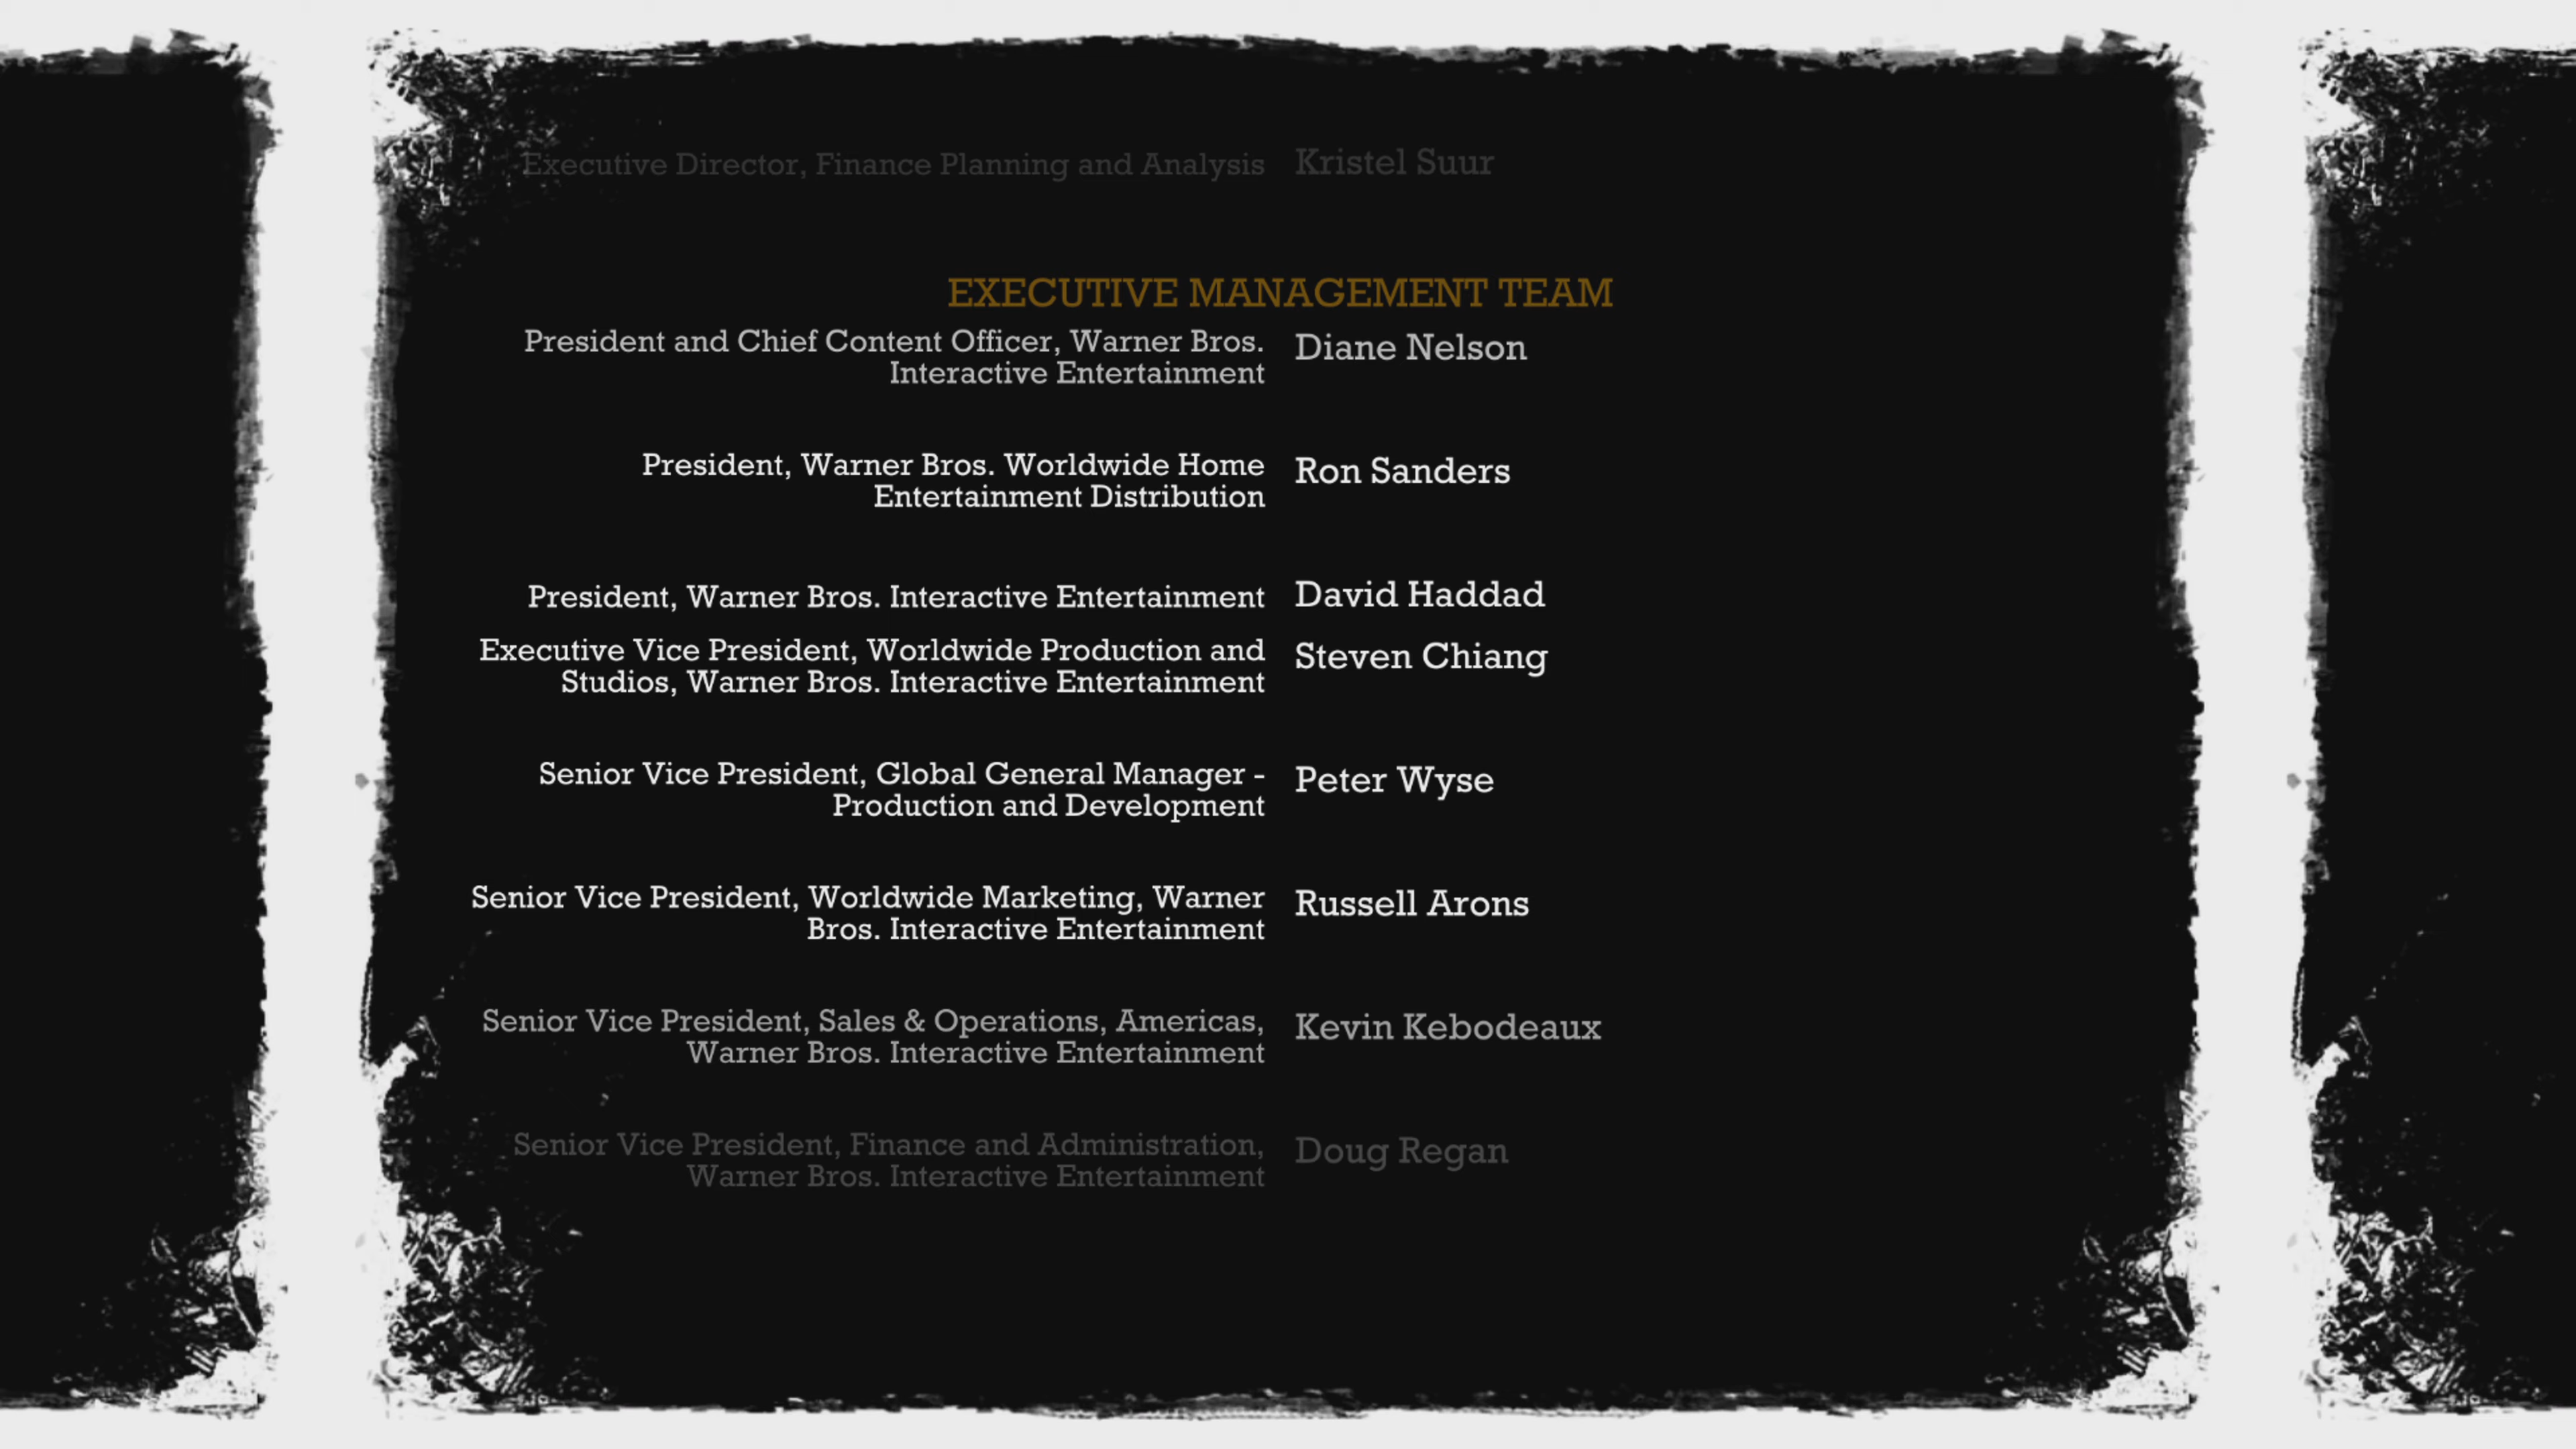 Executive Director, Finance Planning and Analysis Kristel Suur
EXECUTIVE MANAGEMENT TEAM
President and Chief Content Officer, Warner Bros. Diane Nelson
Interactive Entertainment
President, Warner Bros. Worldwide Home Ron Sanders
Entertainment Distribution
President, Warner Bros. Interactive Entertainment David Haddad
Executive Vice President, Worldwide Production and Steven Chiang
Studios, Warner Bros. Interactive Entertainment
Senior Vice President, Global General Manager - Peter Wyse
Production and Development
Senior Vice President, Worldwide Marketing, Warner Russell Arons
Bros. Interactive Entertainment
Senior Vice President, Sales & Operations, Americas, Kevin Kebodeaux
Warner Bros. Interactive Entertainment
Senior Vice President, Finance and Administration, Doug Regan
Warner Bros. Interactive Entertainment